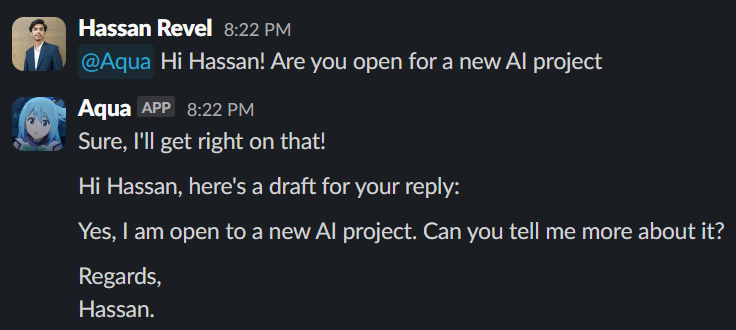 Hassan Revel 8:22 PM
@Aqua Hi Hassan! Are you open for a new AI project
Aqua APP 8:22 PM
Sure, I'll get right on that!
Hi Hassan, here's a draft for your reply:
Yes, I am open to a new AI project. Can you tell me more about it?
Regards,
Hassan.